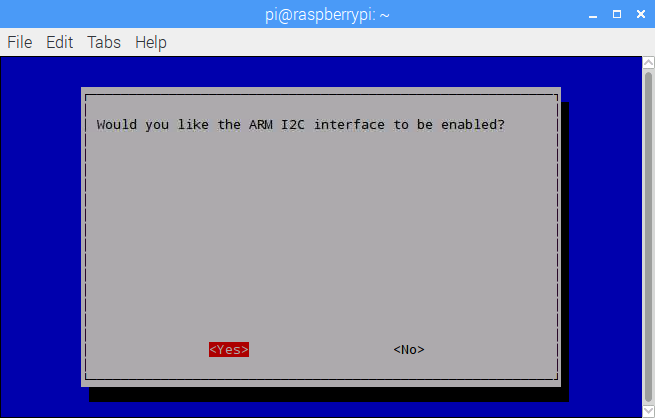 pi@raspberrypi: ~
File Edit Tabs Help
Would you like the ARM I2C interface to be enabled?
<Yes> <No>